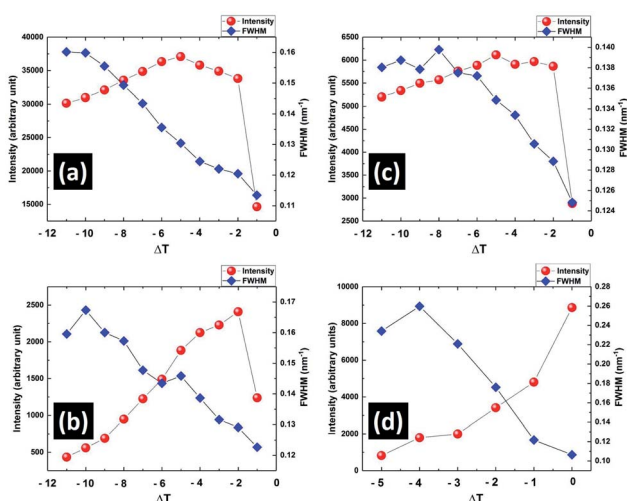 Intensity
FWHM
40000
35000
30000
25000
20000
15000
Intensity (arbitrary unit)
0.16
0.15
0.14
0.13
0.12
0.11
FWHM (nm⁻¹)
(a)
- 12 - 10 - 8 - 6 - 4 - 2 0
ΔT
Intensity
FWHM
6500
6000
5500
5000
4500
4000
3500
3000
2500
Intensity (arbitrary unit)
0.140
0.138
0.136
0.134
0.132
0.130
0.128
0.126
0.124
FWHM (nm⁻¹)
(c)
- 12 - 10 - 8 - 6 - 4 - 2 0
ΔT
Intensity
FWHM
2500
2000
1500
1000
500
Intensity (arbitrary unit)
0.17
0.16
0.15
0.14
0.13
0.12
FWHM (nm⁻¹)
(b)
- 12 - 10 - 8 - 6 - 4 - 2 0
ΔT
Intensity
FWHM
10000
8000
6000
4000
2000
0
Intensity (arbitrary units)
0.28
0.26
0.24
0.22
0.20
0.18
0.16
0.14
0.12
0.10
FWHM (nm⁻¹)
(d)
- 5 - 4 - 3 - 2 - 1 0
ΔT